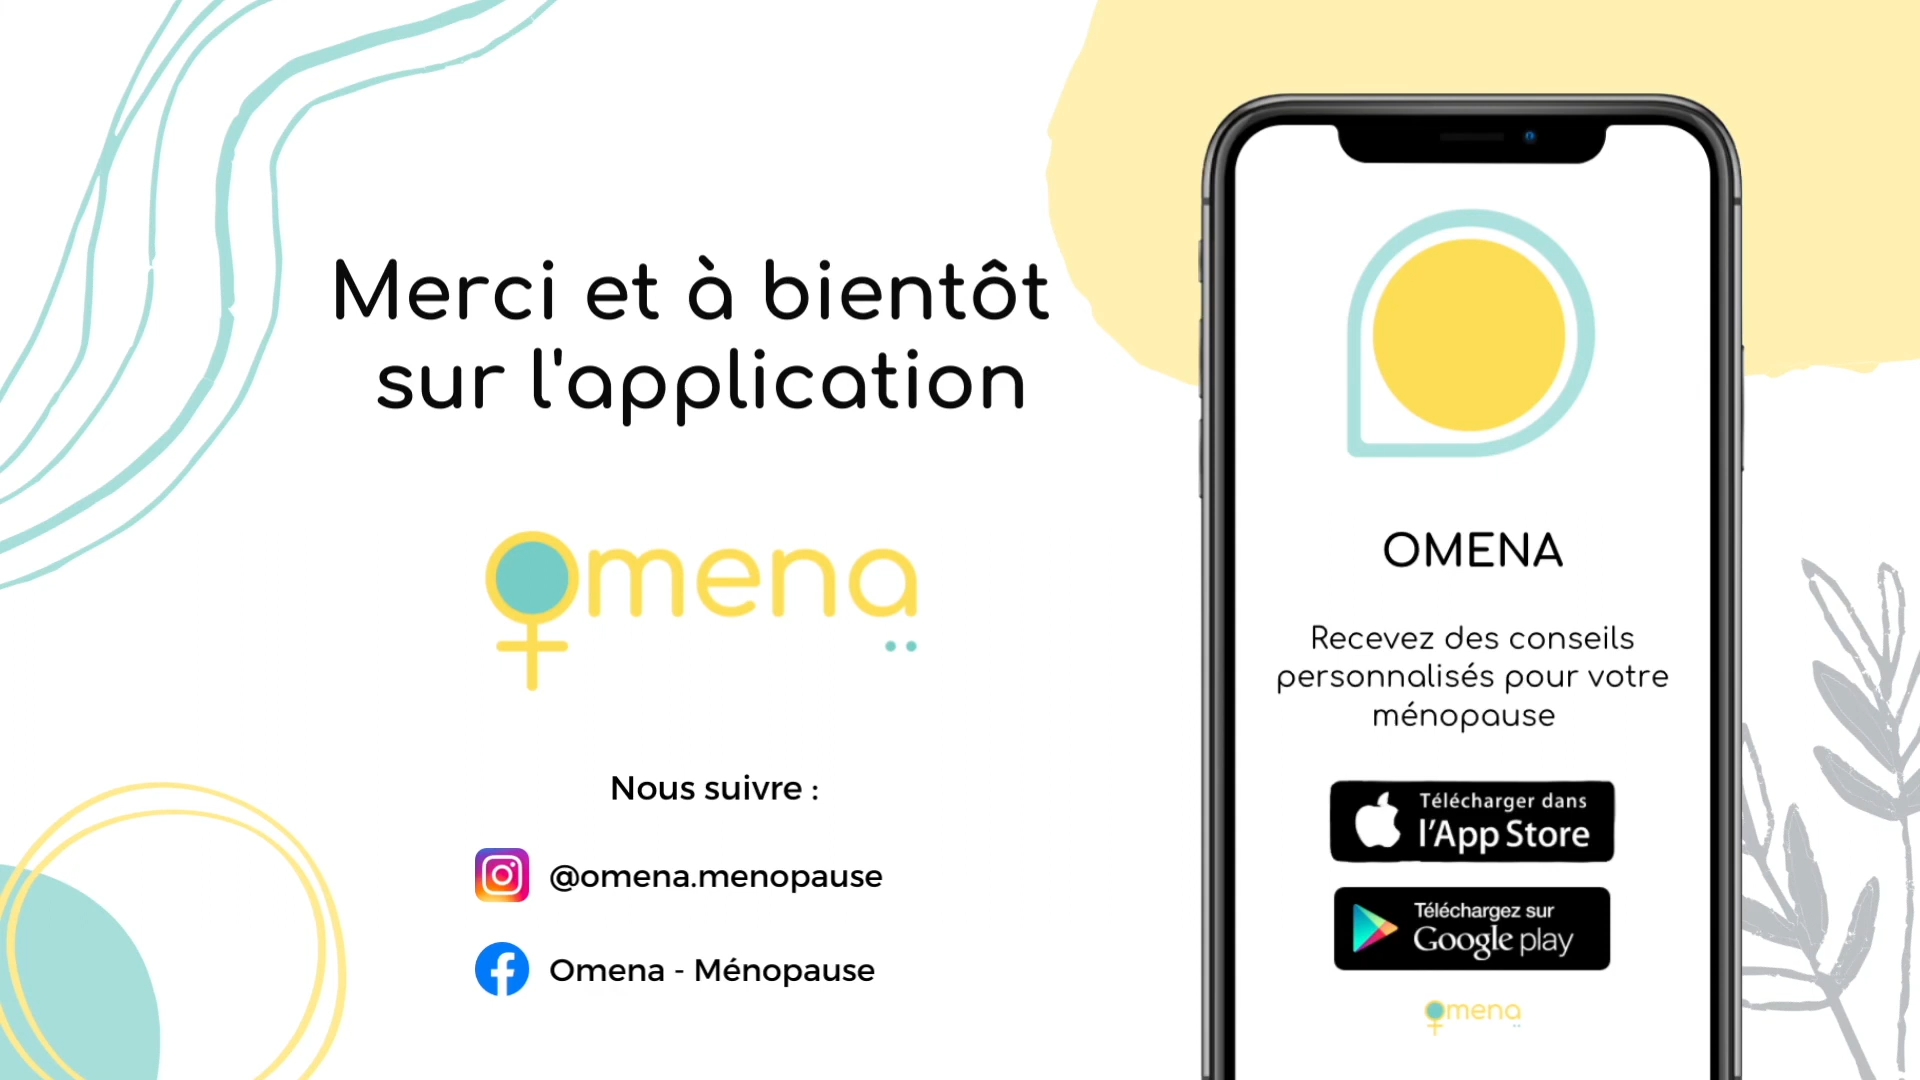 Merci et à bientôt
sur l'application
omena
Nous suivre :
@omena.menopause
Omena - Ménopause
OMENA
Recevez des conseils
personnalisés pour votre
ménopause
Télécharger dans
l'App Store
Téléchargez sur
Google play
omena